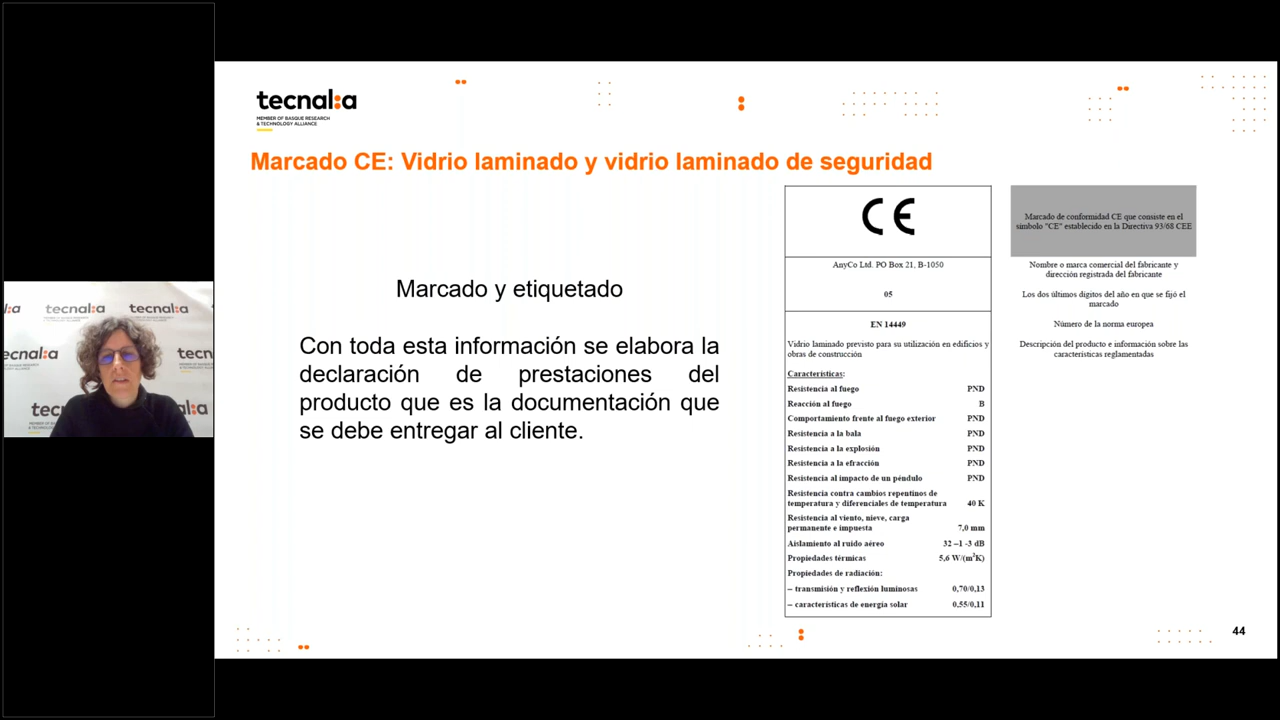 tecnal:a
MEMBER OF BASQUE RESEARCH
& TECHNOLOGY ALLIANCE
Marcado CE: Vidrio laminado y vidrio laminado de seguridad
Marcado y etiquetado
Con toda esta información se elabora la
declaración de prestaciones del
producto que es la documentación que
se debe entregar al cliente.
CE
AnyCo Ltd. PO Box 21, B-1050
05
EN 14449
Vidrio laminado previsto para su utilización en edificios y
obras de construcción
Características:
Resistencia al fuego PND
Reacción al fuego B
Comportamiento frente al fuego exterior PND
Resistencia a la bala PND
Resistencia a la explosión PND
Resistencia a la efracción PND
Resistencia al impacto de un péndulo PND
Resistencia contra cambios repentinos de
temperatura y diferenciales de temperatura 40 K
Resistencia al viento, nieve, carga
permanente e impuesta 7,0 mm
Aislamiento al ruido aéreo 32 –1 -3 dB
Propiedades térmicas 5,6 W/(m²K)
Propiedades de radiación:
– transmisión y reflexión luminosas 0,70/0,13
– características de energía solar 0,55/0,11
Marcado de conformidad CE que consiste en el
símbolo "CE" establecido en la Directiva 93/68 CEE
Nombre o marca comercial del fabricante y
dirección registrada del fabricante
Los dos últimos dígitos del año en que se fijó el
marcado
Número de la norma europea
Descripción del producto e información sobre las
características reglamentadas
44
tecnal:a
tecnal:a